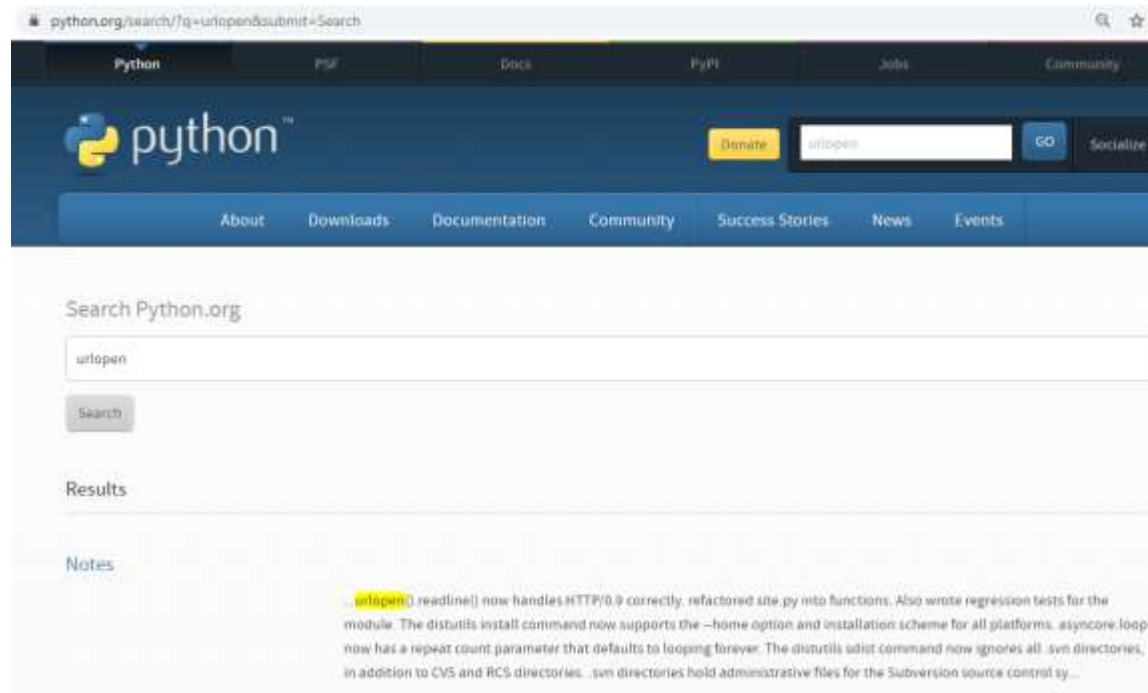 python.org/search/?q=urlopen&submit=Search
Python PSF Docs PyPI Jobs Community
python™
Donate urlopen GO Socialize
About Downloads Documentation Community Success Stories News Events
Search Python.org
urlopen
Search
Results
Notes
...urlopen().readline() now handles HTTP/0.9 correctly. refactored site.py into functions. Also wrote regression tests for the
module. The distutils install command now supports the --home option and installation scheme for all platforms. asyncore.loop
now has a repeat count parameter that defaults to looping forever. The distutils sdist command now ignores all .svn directories,
in addition to CVS and RCS directories. .svn directories hold administrative files for the Subversion source control sy...